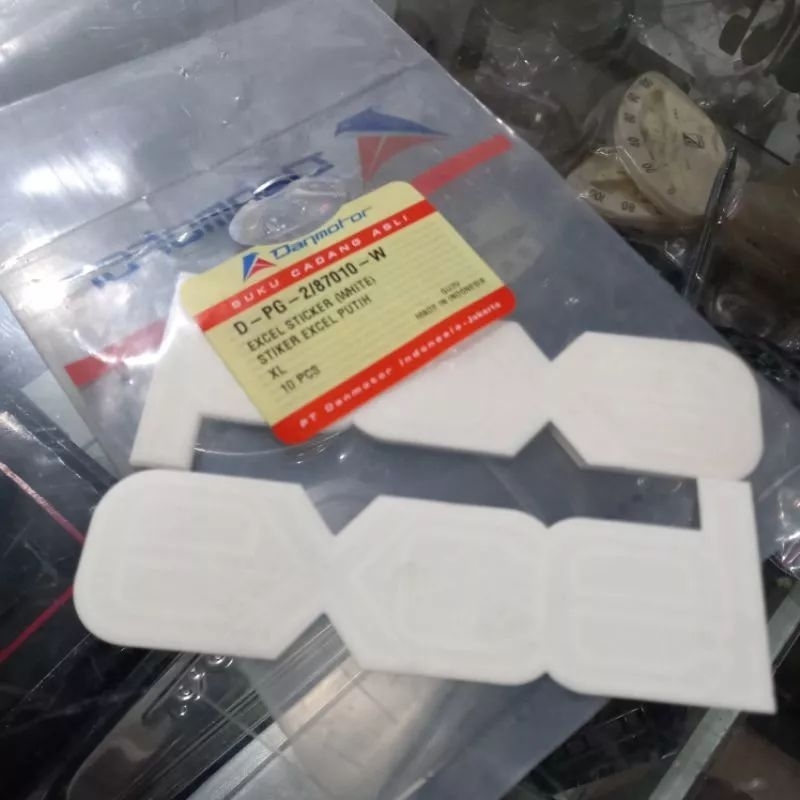 Danmotor
Danmotor
SUKU CADANG ASLI
D-PG-2/87010-W
EXCEL STICKER (WHITE)
STIKER EXCEL PUTIH
XL
10 PCS
MADE IN INDONESIA
PT Danmotor Indonesia-Jakarta